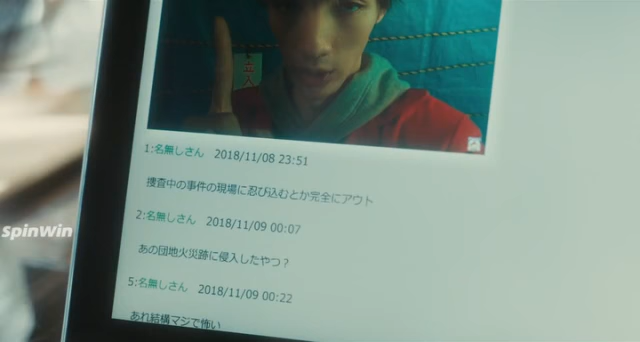 立入
1:名無しさん 2018/11/08 23:51
捜査中の事件の現場に忍び込むとか完全にアウト
2:名無しさん 2018/11/09 00:07
spinWin
あの団地火災跡に侵入したやつ？
5:名無しさん 2018/11/09 00:22
あれ結構マジで怖い